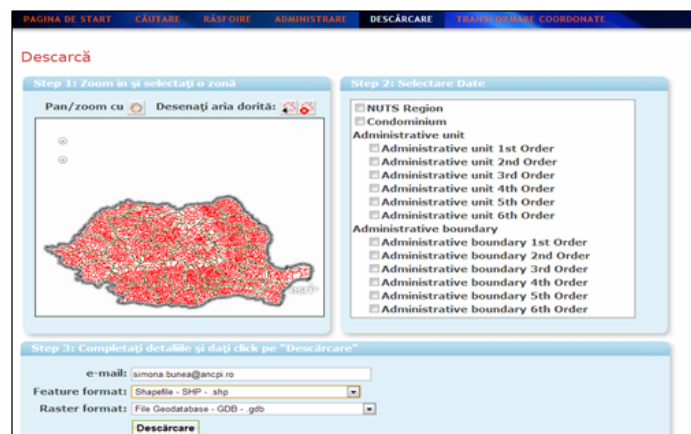 PAGINA DE START CĂUTARE RĂSFOIRE ADMINISTRARE DESCĂRCARE TRANSFORMARE COORDONATE
Descarcă
Step 1: Zoom in şi selectaţi o zonă
Pan/zoom cu Desenaţi aria dorită:
Step 2: Selectare Date
NUTS Region
Condominium
Administrative unit
Administrative unit 1st Order
Administrative unit 2nd Order
Administrative unit 3rd Order
Administrative unit 4th Order
Administrative unit 5th Order
Administrative unit 6th Order
Administrative boundary
Administrative boundary 1st Order
Administrative boundary 2nd Order
Administrative boundary 3rd Order
Administrative boundary 4th Order
Administrative boundary 5th Order
Administrative boundary 6th Order
Step 3: Completaţi detaliile şi daţi click pe "Descărcare"
e-mail: simona.bunea@ancpi.ro
Feature format: Shapefile - SHP - .shp
Raster format: File Geodatabase - GDB - .gdb
Descărcare